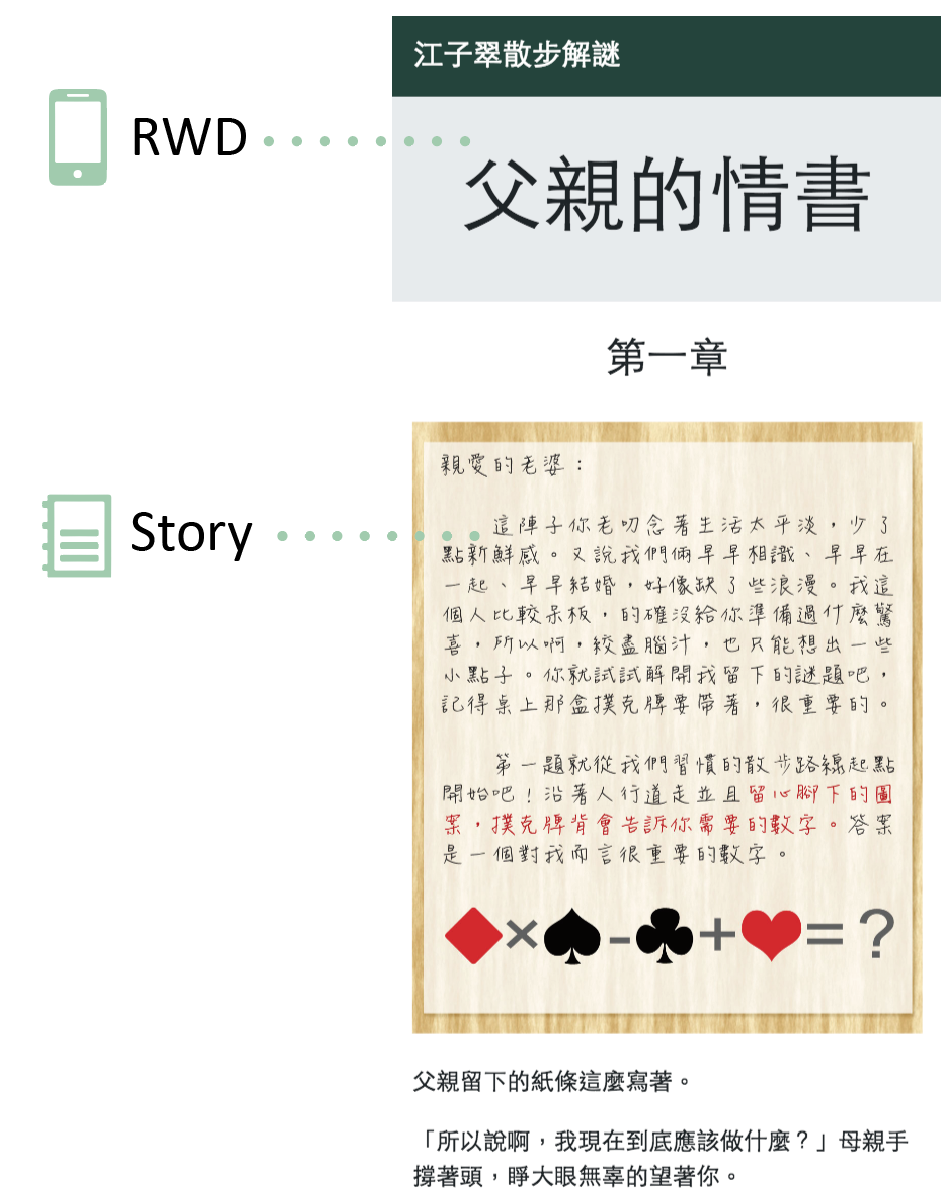 江子翠散步解謎
RWD
父親的情書
第一章
親愛的老婆：
Story
這陣子你老叨念著生活太平淡，少了
點新鮮感。又說我們倆早早相識、早早在
一起、早早結婚，好像缺了些浪漫。我這
個人比較呆板，的確沒給你準備過什麼驚
喜，所以啊，絞盡腦汁，也只能想出一些
小點子。你就試試解開我留下的謎題吧，
記得桌上那盒撲克牌要帶著，很重要的。
第一題就從我們習慣的散步路線起點
開始吧！沿著人行道走並且留心腳下的圖
案，撲克牌背會告訴你需要的數字。答案
是一個對我而言很重要的數字。
♦×♠-♣+♥=?
父親留下的紙條這麼寫著。
「所以說啊，我現在到底應該做什麼？」母親手
撐著頭，睜大眼無辜的望著你。